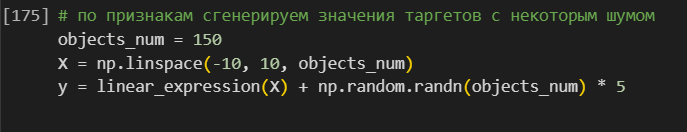 [175] # по признакам сгенерируем значения таргетов с некоторым шумом
objects_num = 150
X = np.linspace(-10, 10, objects_num)
y = linear_expression(X) + np.random.randn(objects_num) * 5